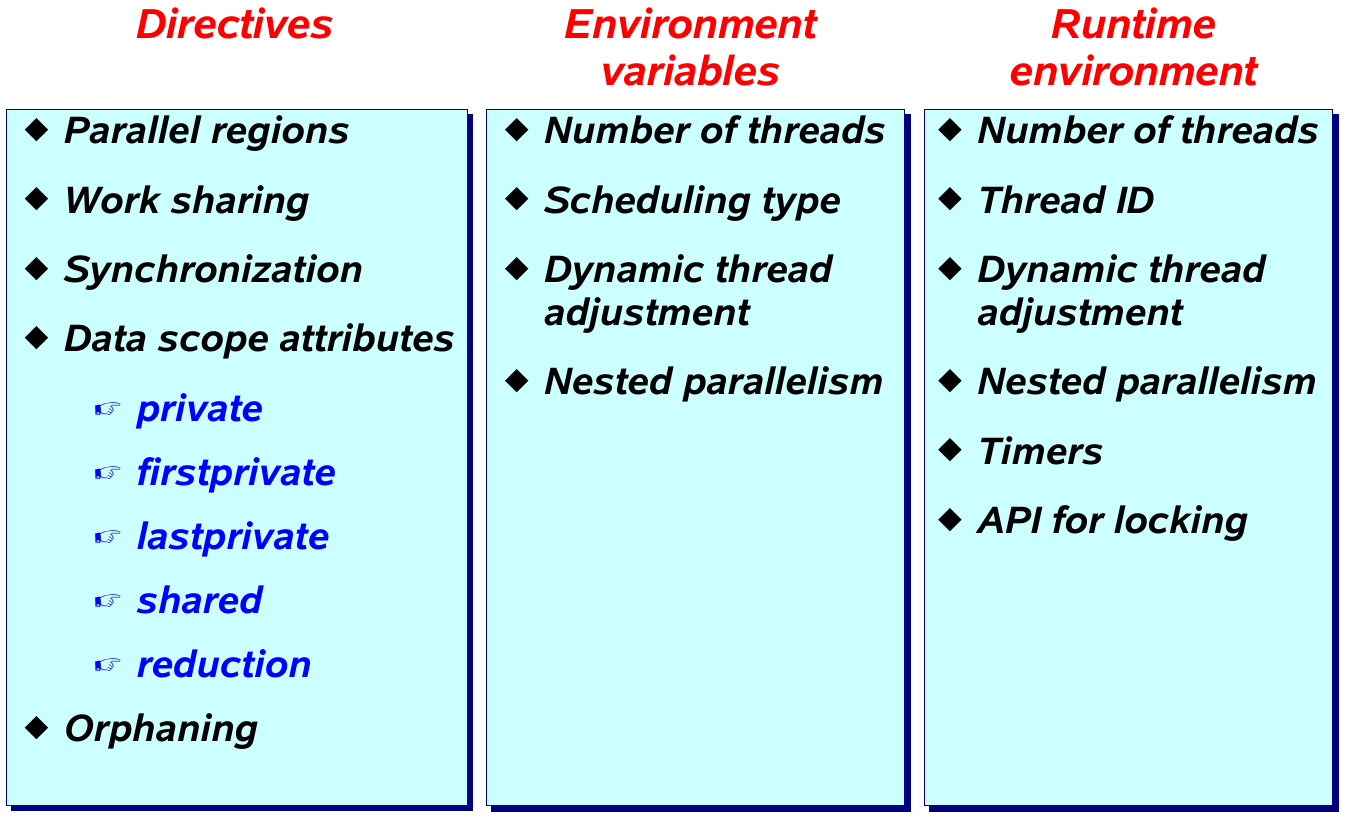 Directives
Parallel regions
Work sharing
Synchronization
Data scope attributes
private
firstprivate
lastprivate
shared
reduction
Orphaning
Environment
variables
Number of threads
Scheduling type
Dynamic thread
adjustment
Nested parallelism
Runtime
environment
Number of threads
Thread ID
Dynamic thread
adjustment
Nested parallelism
Timers
API for locking